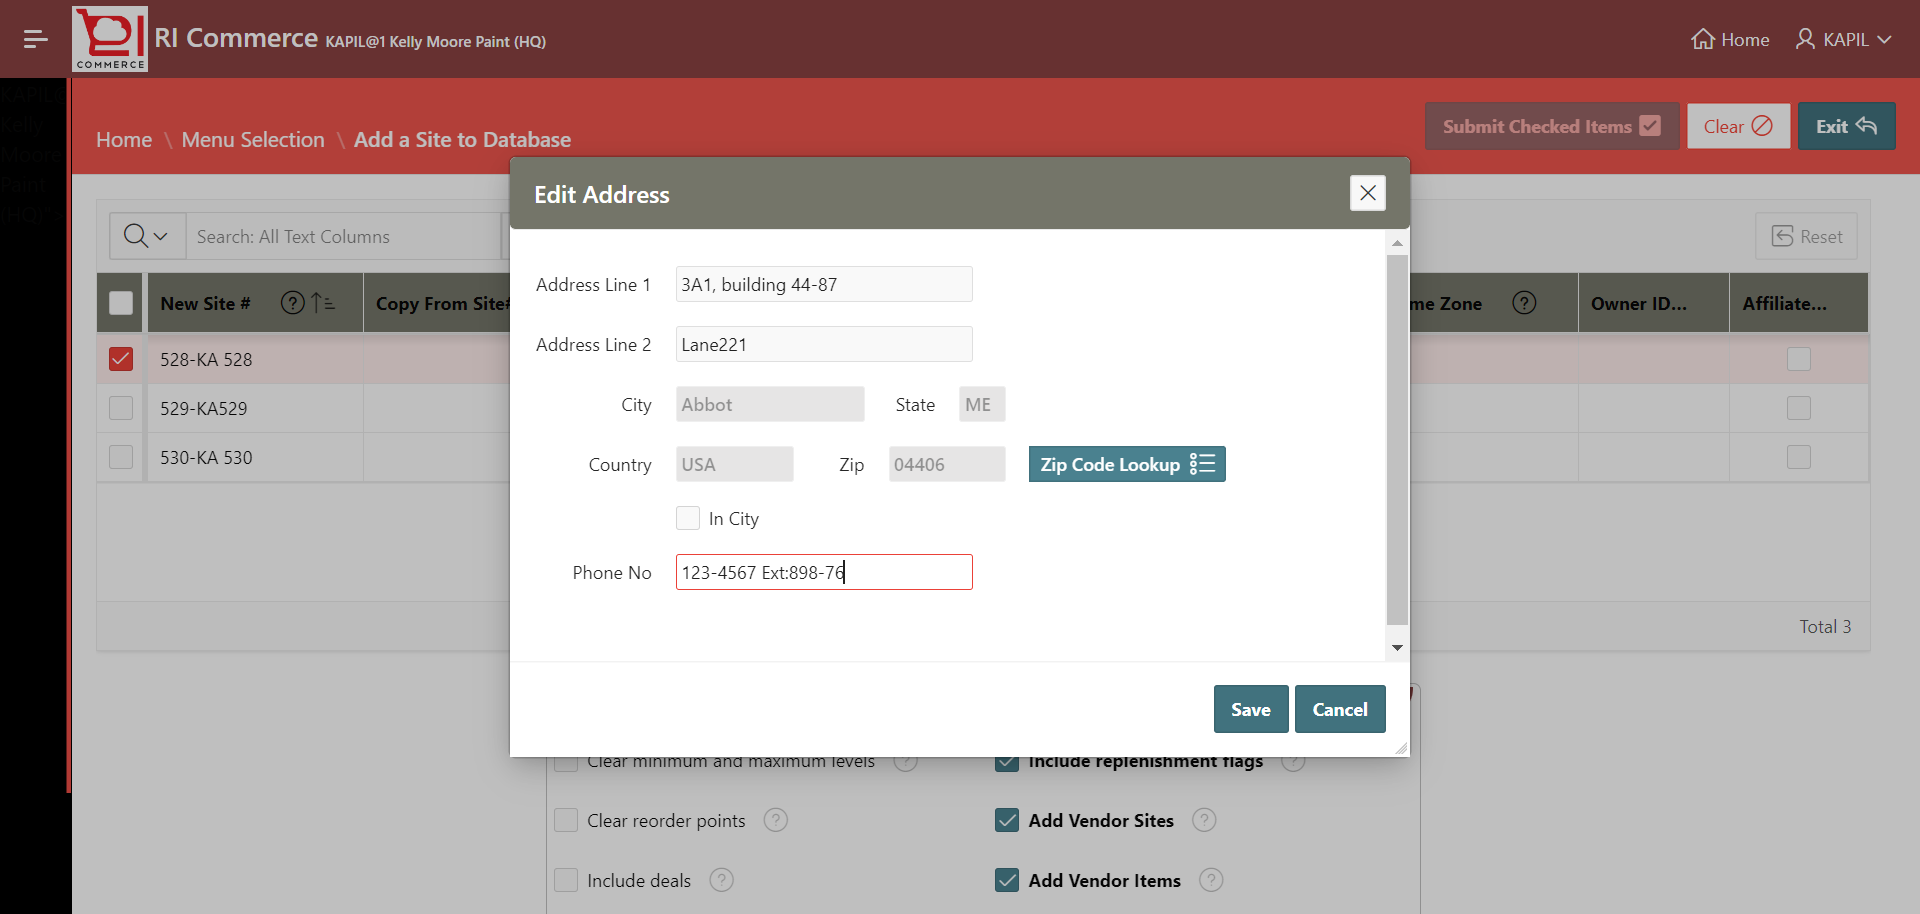 COMMERCE
RI Commerce KAPIL@1 Kelly Moore Paint (HQ)
Home
KAPIL
KAPIL@
Kelly
Moore
Paint
(HQ)">
Home \ Menu Selection \ Add a Site to Database
Submit Checked Items
Clear
Exit
Edit Address
Search: All Text Columns
Reset
New Site #
Copy From Site#
me Zone
Owner ID...
Affiliate...
528-KA 528
529-KA529
530-KA 530
Total 3
Address Line 1 3A1, building 44-87
Address Line 2 Lane221
City Abbot State ME
Country USA Zip 04406 Zip Code Lookup
In City
Phone No 123-4567 Ext:898-76
Save Cancel
Clear minimum and maximum levels
Include replenishment flags
Clear reorder points
Add Vendor Sites
Include deals
Add Vendor Items